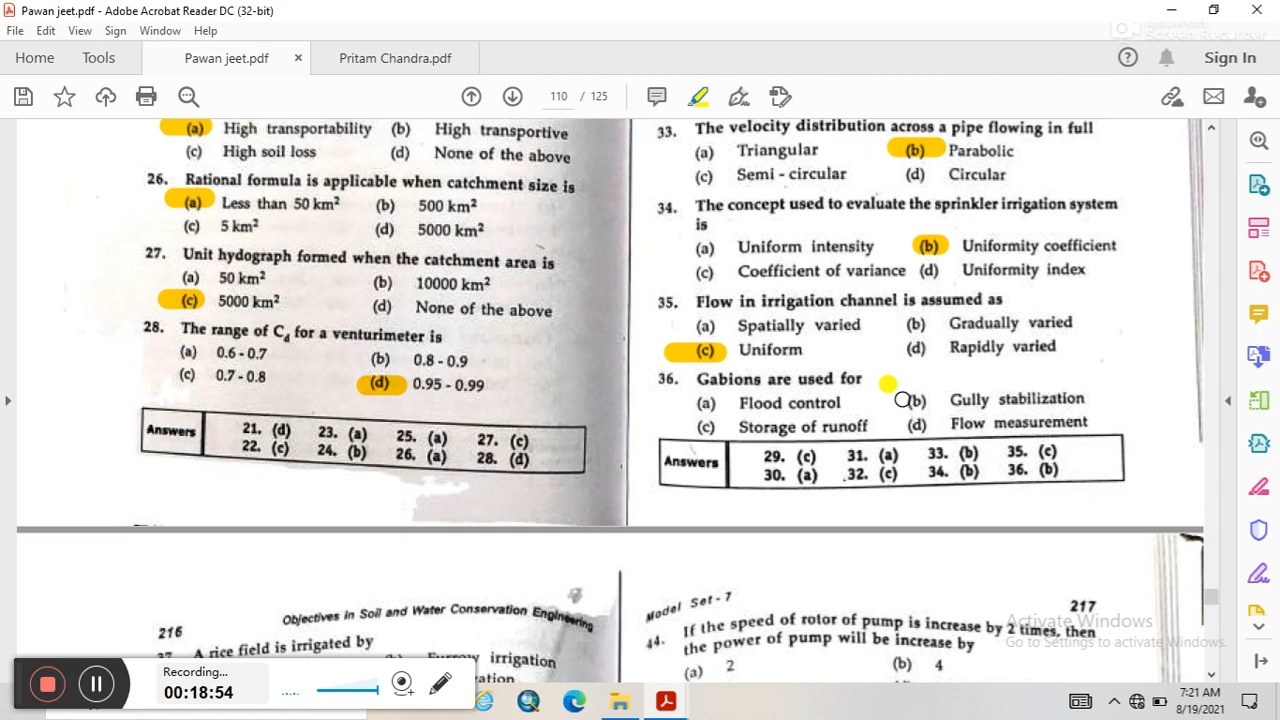 Pawan jeet.pdf - Adobe Acrobat Reader DC (32-bit)
File Edit View Sign Window Help
Home Tools Pawan jeet.pdf × Pritam Chandra.pdf Sign In
110 / 125
(a) High transportability (b) High transportive
(c) High soil loss (d) None of the above
26. Rational formula is applicable when catchment size is
(a) Less than 50 km² (b) 500 km²
(c) 5 km² (d) 5000 km²
27. Unit hydograph formed when the catchment area is
(a) 50 km² (b) 10000 km²
(c) 5000 km² (d) None of the above
28. The range of Cd for a venturimeter is
(a) 0.6 - 0.7 (b) 0.8 - 0.9
(c) 0.7 - 0.8 (d) 0.95 - 0.99
Answers
21. (d) 23. (a) 25. (a) 27. (c)
22. (c) 24. (b) 26. (a) 28. (d)
33. The velocity distribution across a pipe flowing in full
(a) Triangular (b) Parabolic
(c) Semi - circular (d) Circular
34. The concept used to evaluate the sprinkler irrigation system
is
(a) Uniform intensity (b) Uniformity coefficient
(c) Coefficient of variance (d) Uniformity index
35. Flow in irrigation channel is assumed as
(a) Spatially varied (b) Gradually varied
(c) Uniform (d) Rapidly varied
36. Gabions are used for
(a) Flood control (b) Gully stabilization
(c) Storage of runoff (d) Flow measurement
Answers
29. (c) 31. (a) 33. (b) 35. (c)
30. (a) 32. (c) 34. (b) 36. (b)
216 Objectives in Soil and Water Conservation Engineering
A rice field is irrigated by
irrigation
Model Set - 7 217
44. If the speed of rotor of pump is increase by 2 times, then
the power of pump will be increase by
(a) 2 (b) 4
Activate Windows
Go to Settings to activate Windows.
Recording...
00:18:54
7:21 AM
8/19/2021